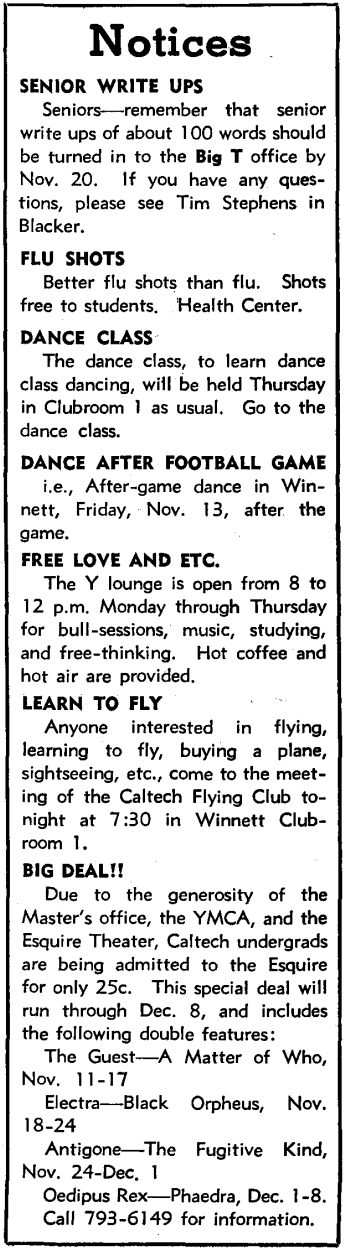 Notices
SENIOR WRITE UPS
Seniors—remember that senior
write ups of about 100 words should
be turned in to the Big T office by
Nov. 20. If you have any ques-
tions, please see Tim Stephens in
Blacker.
FLU SHOTS
Better flu shots than flu. Shots
free to students. Health Center.
DANCE CLASS
The dance class, to learn dance
class dancing, will be held Thursday
in Clubroom 1 as usual. Go to the
dance class.
DANCE AFTER FOOTBALL GAME
i.e., After-game dance in Win-
nett, Friday, Nov. 13, after the
game.
FREE LOVE AND ETC.
The Y lounge is open from 8 to
12 p.m. Monday through Thursday
for bull-sessions, music, studying,
and free-thinking. Hot coffee and
hot air are provided.
LEARN TO FLY
Anyone interested in flying,
learning to fly, buying a plane,
sightseeing, etc., come to the meet-
ing of the Caltech Flying Club to-
night at 7:30 in Winnett Club-
room 1.
BIG DEAL!!
Due to the generosity of the
Master's office, the YMCA, and the
Esquire Theater, Caltech undergrads
are being admitted to the Esquire
for only 25c. This special deal will
run through Dec. 8, and includes
the following double features:
The Guest—A Matter of Who,
Nov. 11-17
Electra—Black Orpheus, Nov.
18-24
Antigone—The Fugitive Kind,
Nov. 24-Dec. 1
Oedipus Rex—Phaedra, Dec. 1-8.
Call 793-6149 for information.